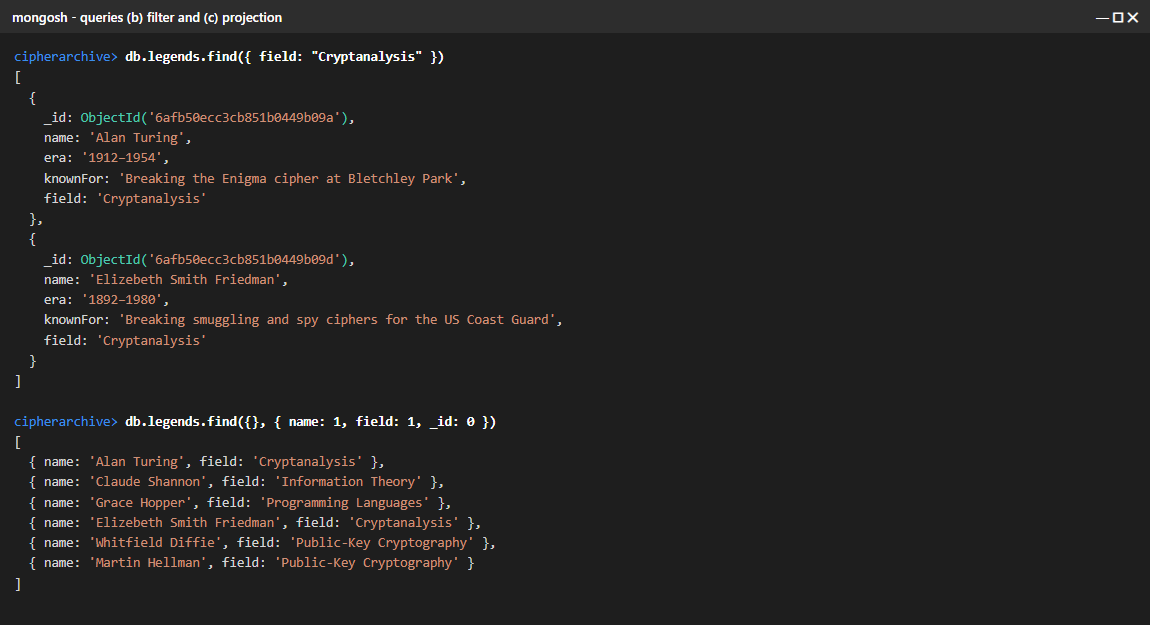 mongosh - queries (b) filter and (c) projection
cipherarchive> db.legends.find({ field: "Cryptanalysis" })
[
  {
    _id: ObjectId('6afb50ecc3cb851b0449b09a'),
    name: 'Alan Turing',
    era: '1912–1954',
    knownFor: 'Breaking the Enigma cipher at Bletchley Park',
    field: 'Cryptanalysis'
  },
  {
    _id: ObjectId('6afb50ecc3cb851b0449b09d'),
    name: 'Elizebeth Smith Friedman',
    era: '1892–1980',
    knownFor: 'Breaking smuggling and spy ciphers for the US Coast Guard',
    field: 'Cryptanalysis'
  }
]
cipherarchive> db.legends.find({}, { name: 1, field: 1, _id: 0 })
[
  { name: 'Alan Turing', field: 'Cryptanalysis' },
  { name: 'Claude Shannon', field: 'Information Theory' },
  { name: 'Grace Hopper', field: 'Programming Languages' },
  { name: 'Elizebeth Smith Friedman', field: 'Cryptanalysis' },
  { name: 'Whitfield Diffie', field: 'Public-Key Cryptography' },
  { name: 'Martin Hellman', field: 'Public-Key Cryptography' }
]